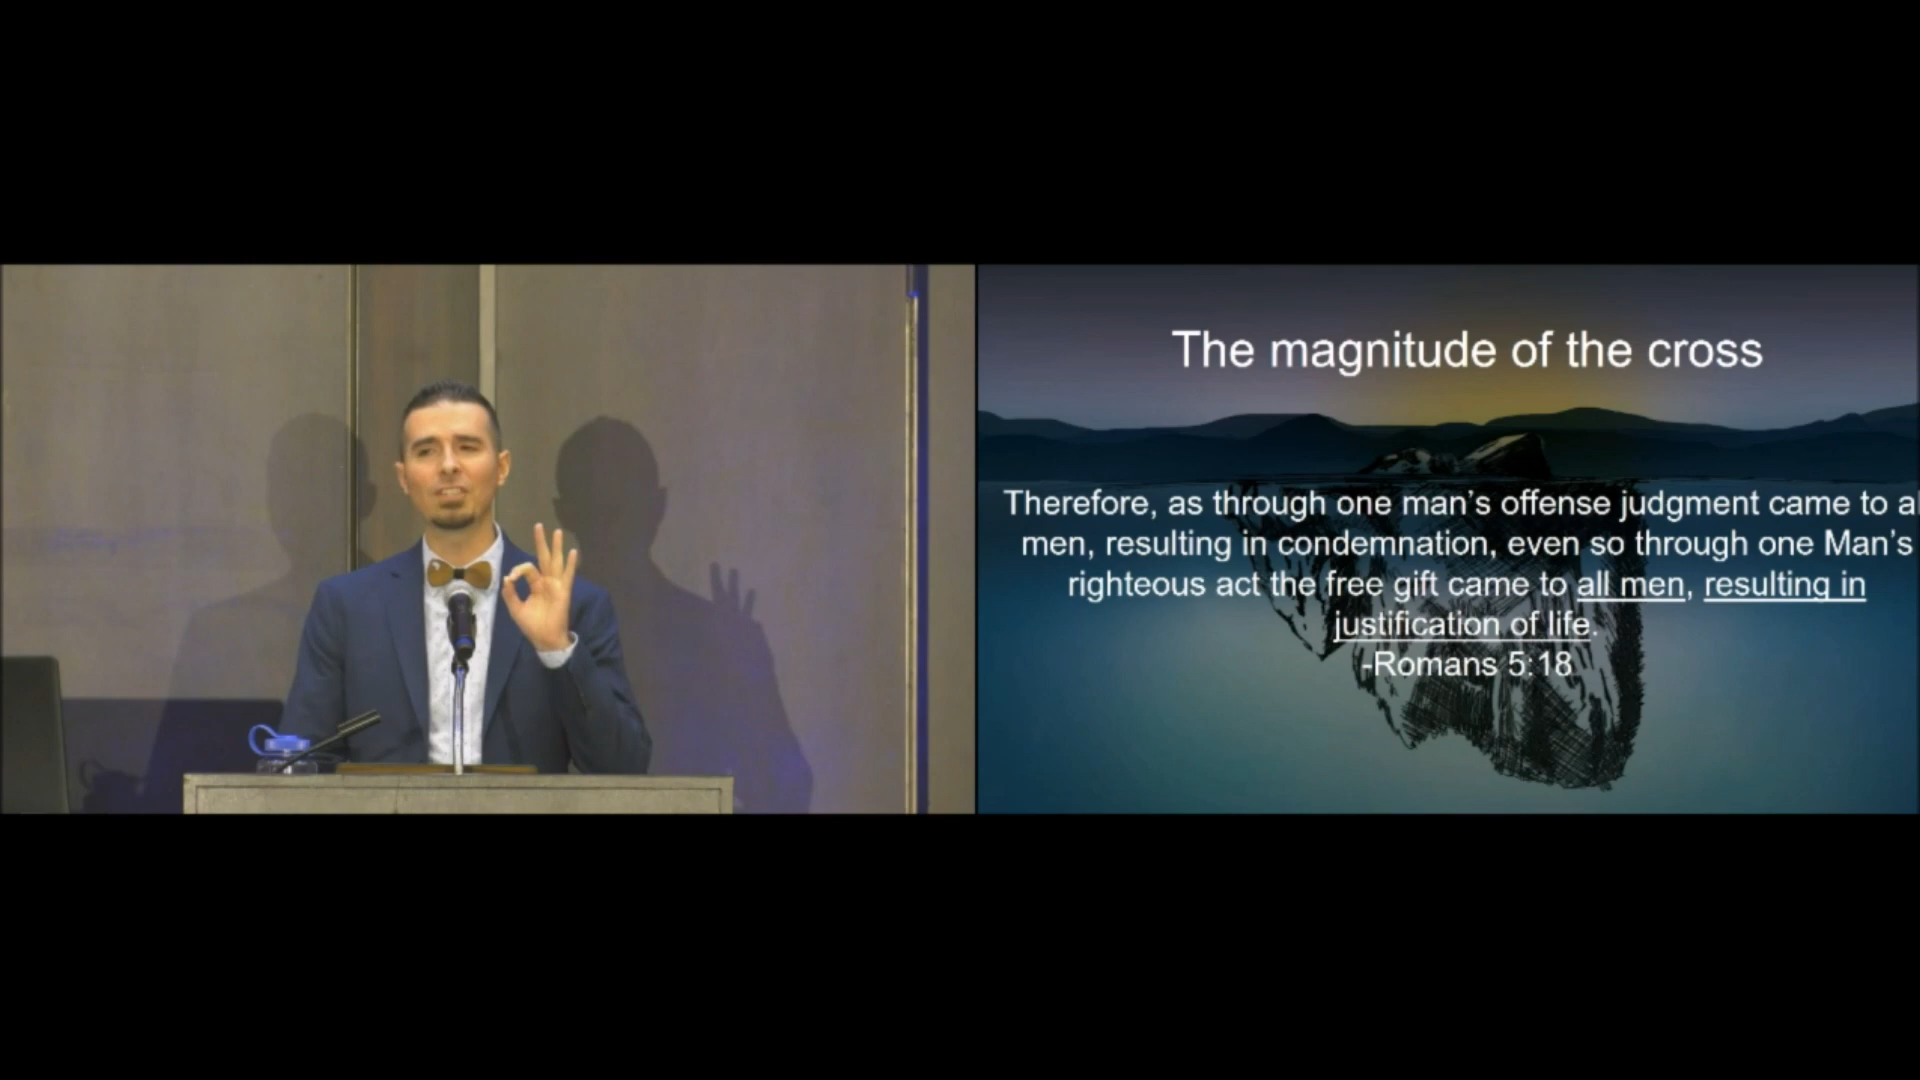 The magnitude of the cross
Therefore, as through one man's offense judgment came to
men, resulting in condemnation, even so through one Man's
righteous act the free gift came to all men, resulting in
justification of life.
-Romans 5:18